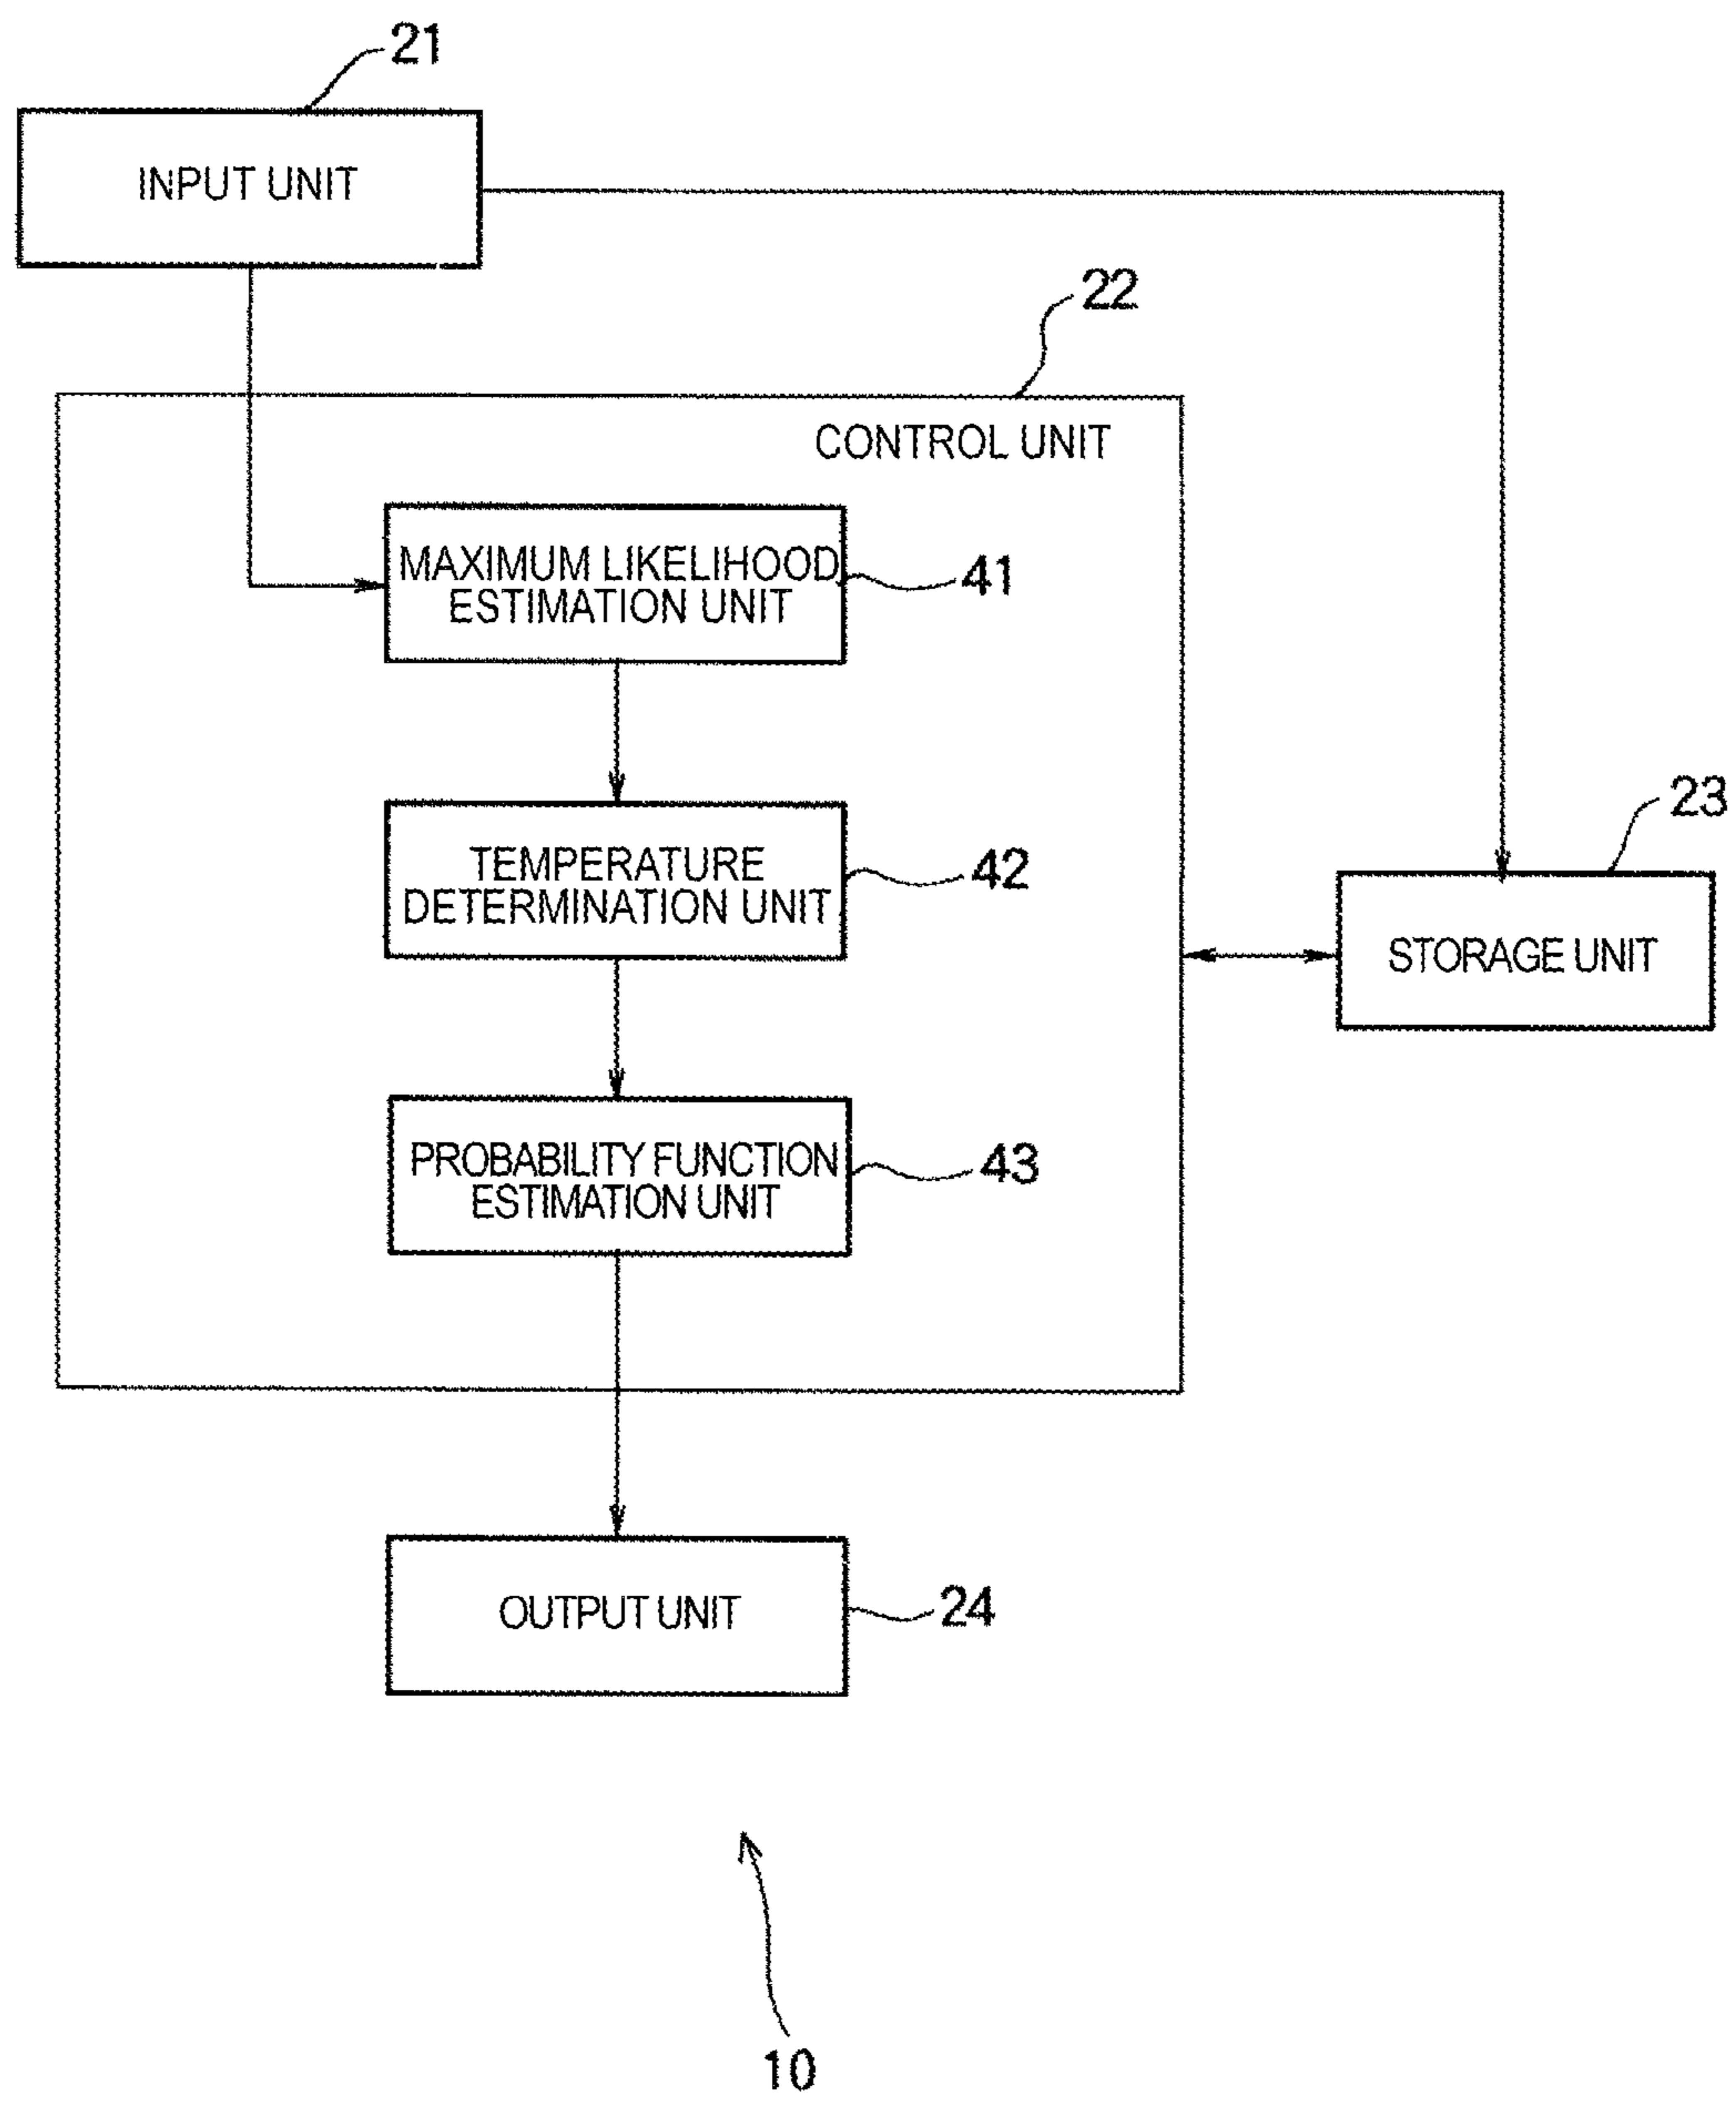 21
INPUT UNIT
22
CONTROL UNIT
MAXIMUM LIKELIHOOD
ESTIMATION UNIT
41
23
TEMPERATURE
DETERMINATION UNIT
42
STORAGE UNIT
PROBABILITY FUNCTION
ESTIMATION UNIT
43
OUTPUT UNIT
24
10